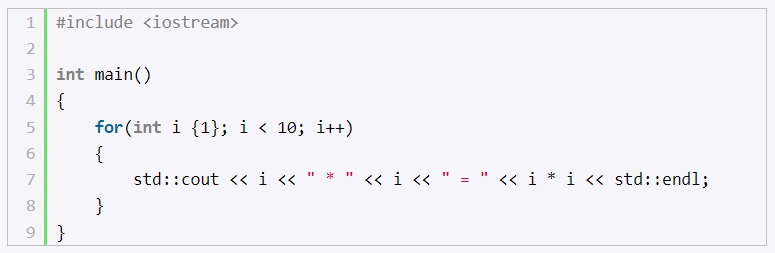 1 #include <iostream>
2
3 int main()
4 {
5     for(int i {1}; i < 10; i++)
6     {
7         std::cout << i << " * " << i << " = " << i * i << std::endl;
8     }
9 }